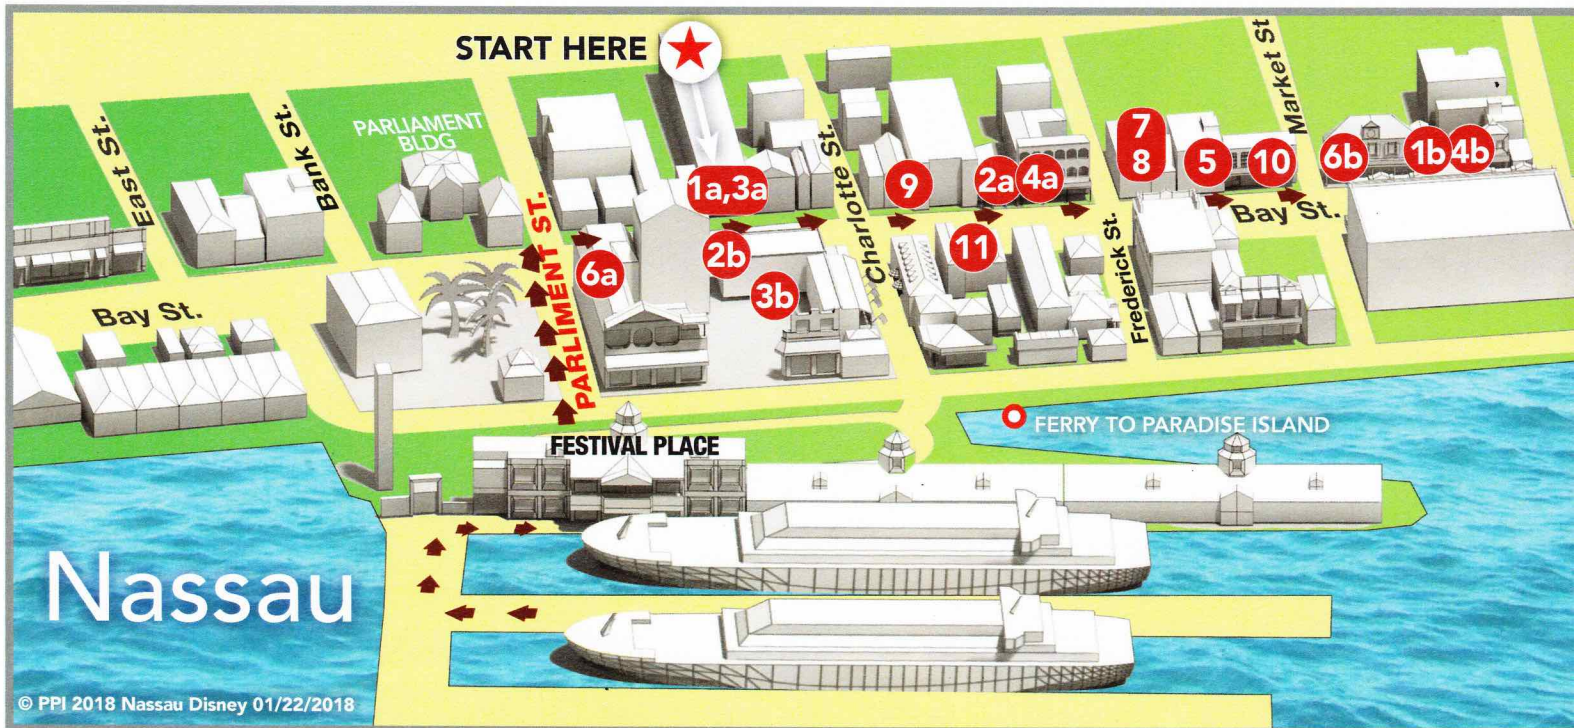 START HERE
East St.
Bank St.
PARLIAMENT
BLDG
PARLIMENT ST.
Charlotte St.
Frederick St.
Market St
1a,3a
9
2a
4a
7
8
5
10
6b
1b
4b
Bay St.
Bay St.
6a
2b
3b
11
FERRY TO PARADISE ISLAND
FESTIVAL PLACE
Nassau
© PPI 2018 Nassau Disney 01/22/2018